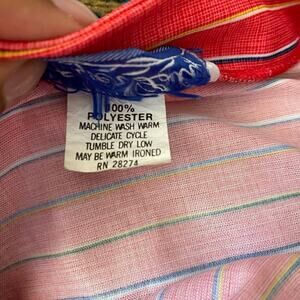 100%
POLYESTER
MACHINE WASH WARM
DELICATE CYCLE
TUMBLE DRY LOW
MAY BE WARM IRONED
RN 28274